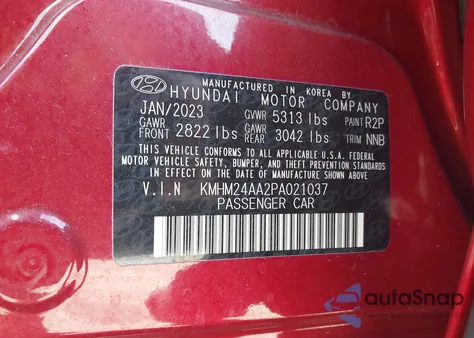 MANUFACTURED IN KOREA BY
HYUNDAI MOTOR COMPANY
JAN/2023 GVWR 5313 lbs PAINT R2P
GAWR FRONT 2822 lbs GAWR REAR 3042 lbs TRIM NNB
THIS VEHICLE CONFORMS TO ALL APPLICABLE U.S.A. FEDERAL
MOTOR VEHICLE SAFETY, BUMPER, AND THEFT PREVENTION STANDARDS
IN EFFECT ON THE DATE OF MANUFACTURE SHOWN ABOVE.
V.I.N KMHM24AA2PA021037
PASSENGER CAR
autoSnap